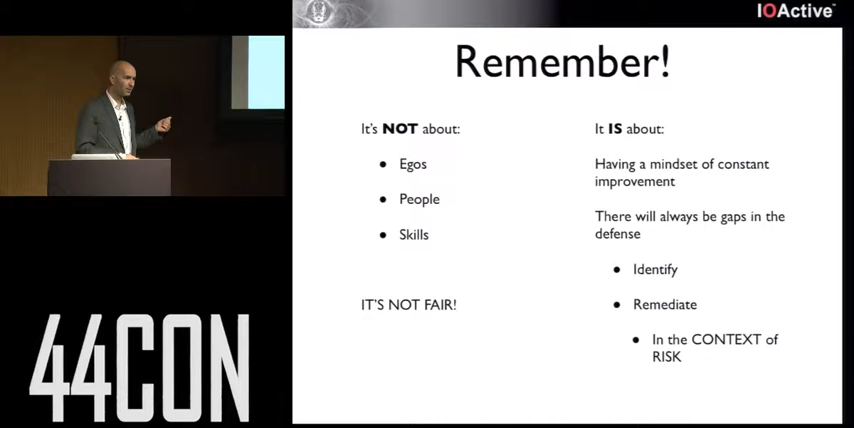 IOActive™
Remember!
It's NOT about:
Egos
People
Skills
IT'S NOT FAIR!
It IS about:
Having a mindset of constant
improvement
There will always be gaps in the
defense
Identify
Remediate
In the CONTEXT of
RISK
44CON